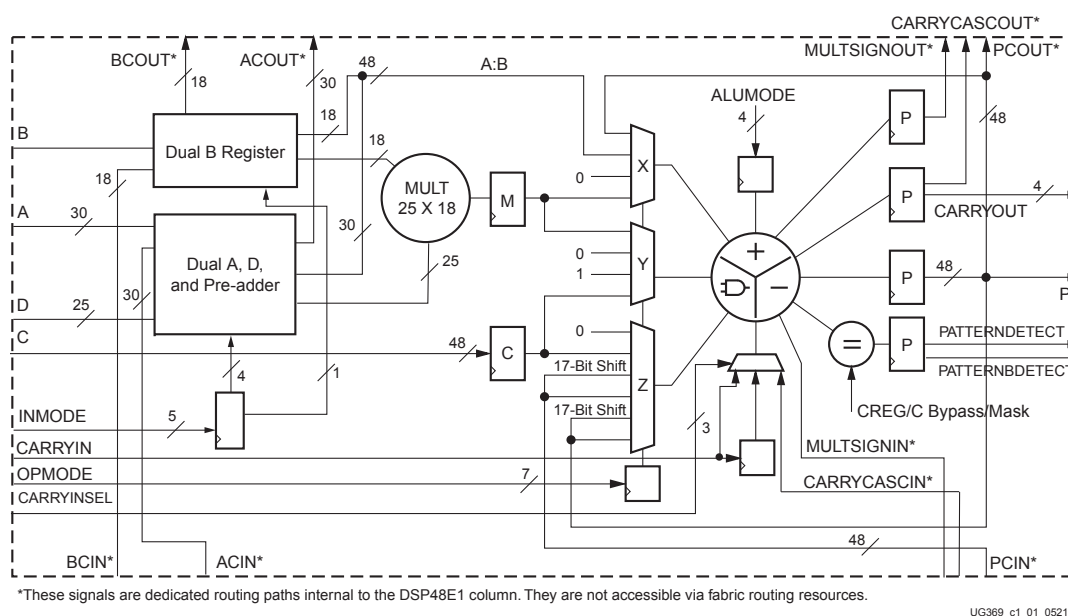 CARRYCASCOUT*
MULTSIGNOUT* PCOUT*
BCOUT* ACOUT*
48 A:B
18 30
ALUMODE
48
4
B
18
Dual B Register
18
P
X
18
MULT
25 X 18
0
M
P
4
A
30
CARRYOUT
30
Dual A, D,
and Pre-adder
25
0
Y
1
+
−
=
P
48
P
D
25
30
C
48
C
0
17-Bit Shift
Z
17-Bit Shift
P
PATTERNDETECT
PATTERNBDETECT
4
1
INMODE
5
3
CREG/C Bypass/Mask
CARRYIN
MULTSIGNIN*
OPMODE
7
CARRYINSEL
CARRYCASCIN*
48
BCIN* ACIN* PCIN*
*These signals are dedicated routing paths internal to the DSP48E1 column. They are not accessible via fabric routing resources.
UG369_c1_01_0521